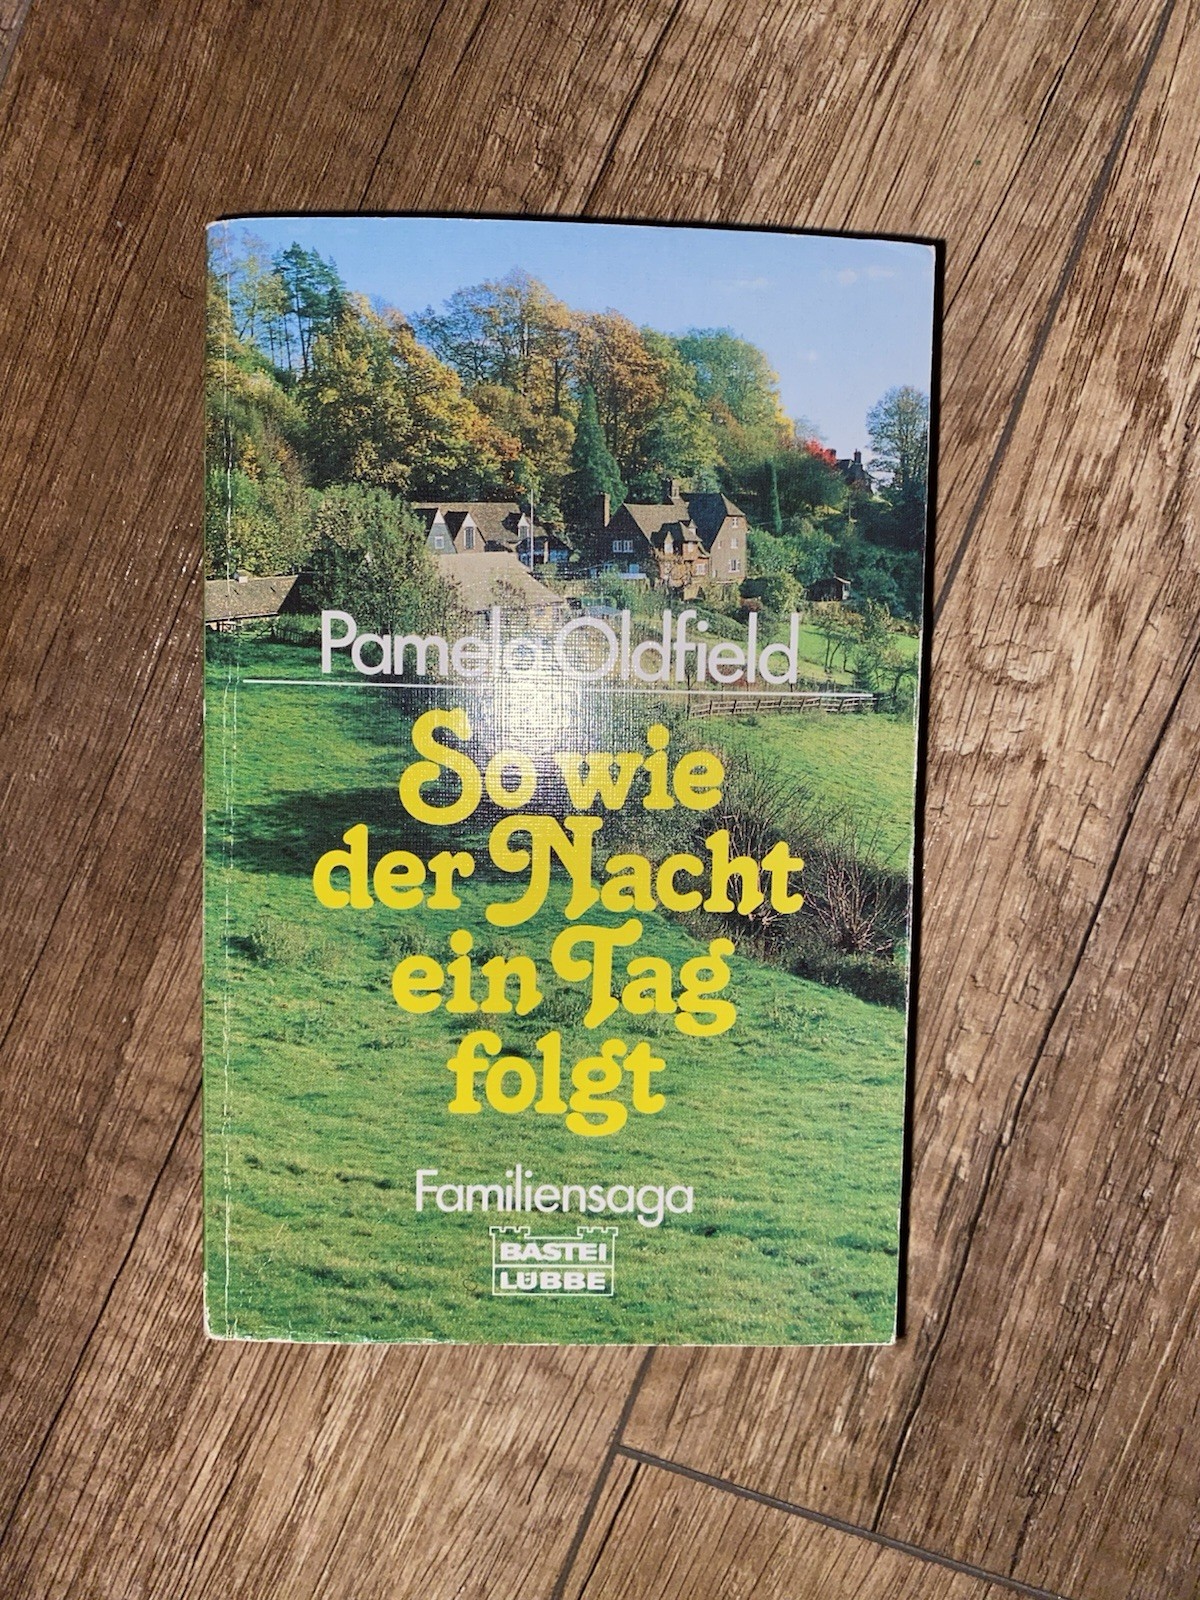 Pamela Oldfield
So wie
der Nacht
ein Tag
folgt
Familiensaga
BASTEI
LÜBBE